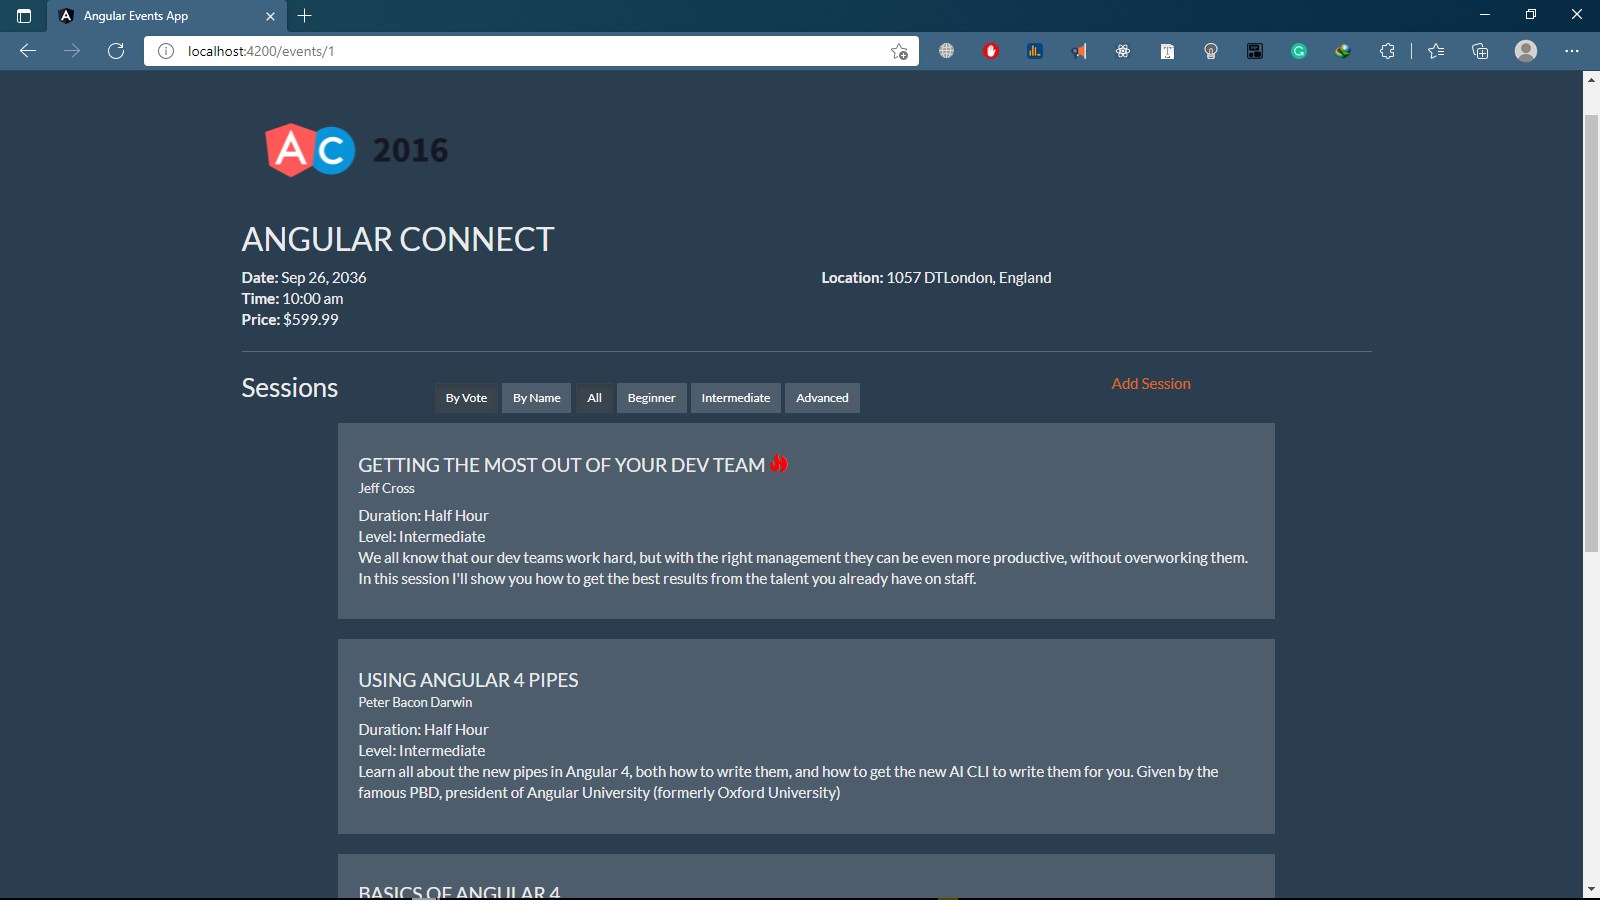 Angular Events App
localhost:4200/events/1
AC 2016
ANGULAR CONNECT
Date: Sep 26, 2036
Location: 1057 DTLondon, England
Time: 10:00 am
Price: $599.99
Sessions
By Vote
By Name
All
Beginner
Intermediate
Advanced
Add Session
GETTING THE MOST OUT OF YOUR DEV TEAM
Jeff Cross
Duration: Half Hour
Level: Intermediate
We all know that our dev teams work hard, but with the right management they can be even more productive, without overworking them.
In this session I'll show you how to get the best results from the talent you already have on staff.
USING ANGULAR 4 PIPES
Peter Bacon Darwin
Duration: Half Hour
Level: Intermediate
Learn all about the new pipes in Angular 4, both how to write them, and how to get the new AI CLI to write them for you. Given by the
famous PBD, president of Angular University (formerly Oxford University)
BASICS OF ANGULAR 4